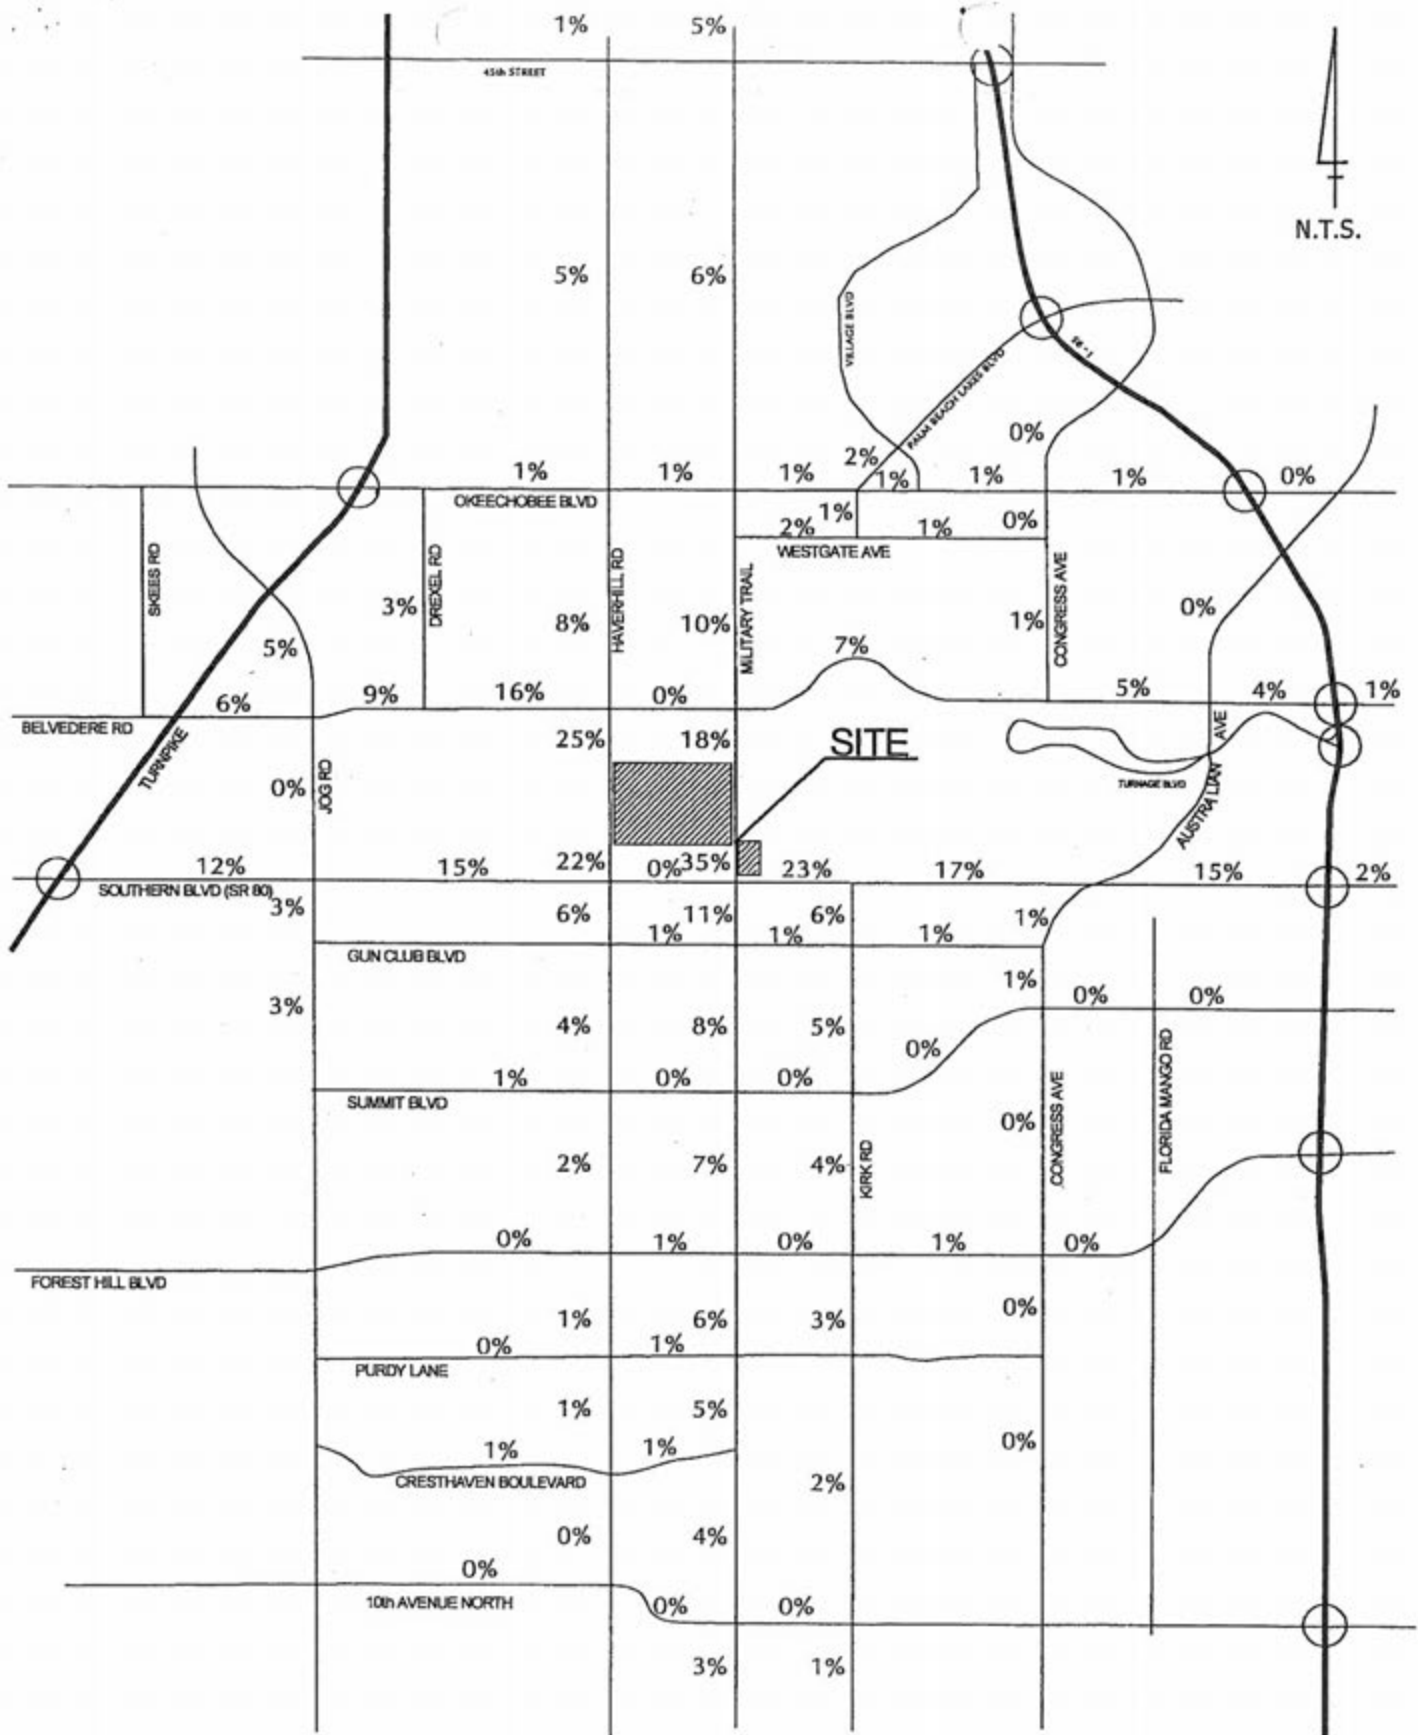 1% 5%
45th STREET
N.T.S.
5% 6%
VILLAGE BLVD
PALM BEACH LAKES BLVD
0%
1% 1% 1% 2% 1% 1% 1% 0%
OKEECHOBEE BLVD
1% 0%
2% 1%
WESTGATE AVE
SKEES RD
DREXEL RD
HAVERHILL RD
MILITARY TRAIL
CONGRESS AVE
3% 8% 10% 1% 0%
5% 7%
6% 9% 16% 0% 5% 4% 1%
BELVEDERE RD
TURNPIKE
25% 18% SITE
0% JOG RD
TURNAGE BLVD
AUSTRALIAN AVE
12% 15% 22% 0% 35% 23% 17% 15% 2%
SOUTHERN BLVD (SR 80)
3% 6% 11% 6% 1%
1% 1% 1%
GUN CLUB BLVD
1%
3% 0% 0%
4% 8% 5%
0%
1% 0% 0%
SUMMIT BLVD
0%
2% 7% 4%
KIRK RD
CONGRESS AVE
FLORIDA MANGO RD
0% 1% 0% 1% 0%
FOREST HILL BLVD
1% 6% 3% 0%
0% 1%
PURDY LANE
1% 5%
0%
1% 1%
CRESTHAVEN BOULEVARD
2%
0% 4%
0%
10th AVENUE NORTH
0% 0%
3% 1%